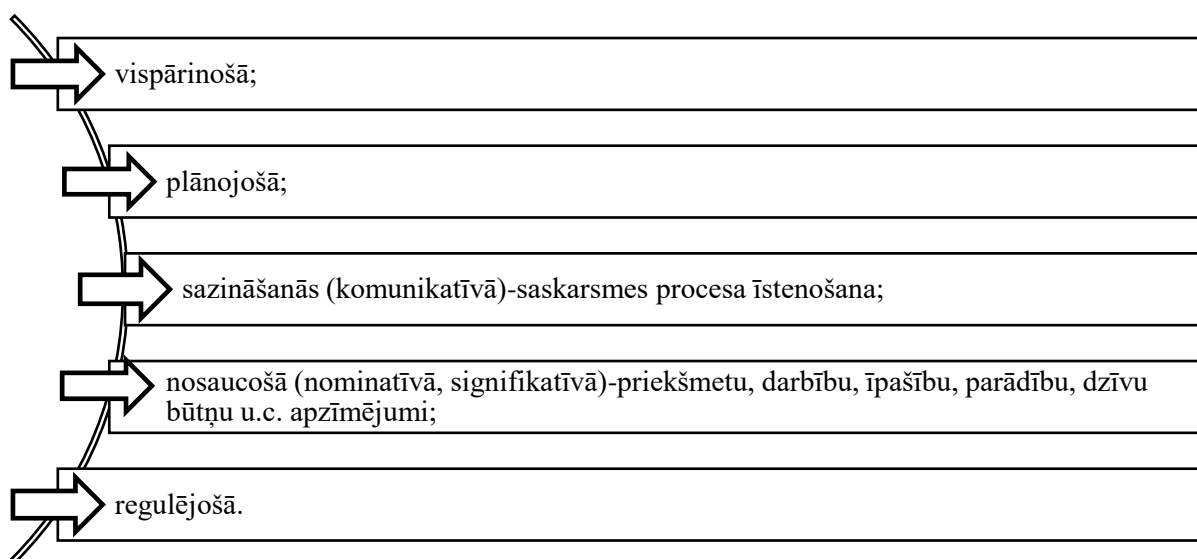 vispārinošā;
plānojošā;
sazināšanās (komunikatīvā)-saskarsmes procesa īstenošana;
nosaucošā (nominatīvā, signifikatīvā)-priekšmetu, darbību, īpašību, parādību, dzīvu
būtņu u.c. apzīmējumi;
regulējošā.